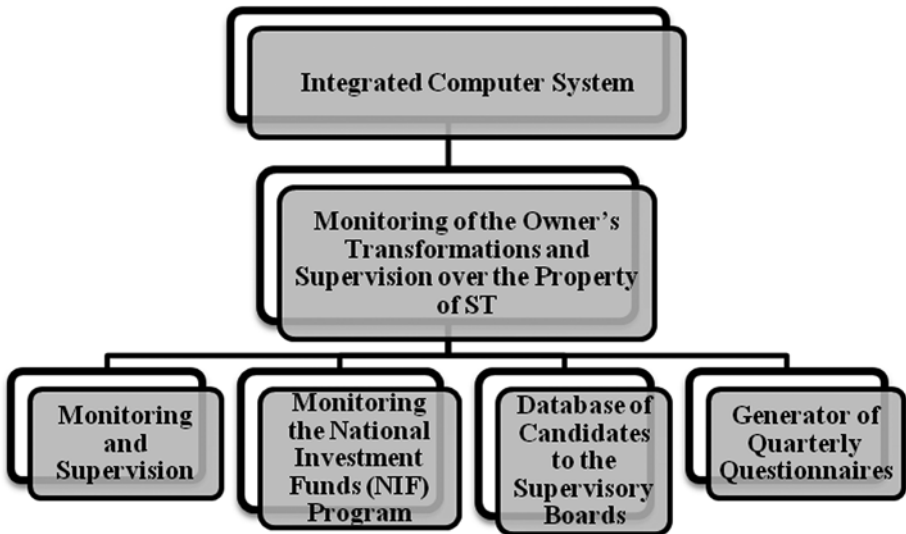 Integrated Computer System
Monitoring of the Owner’s
Transformations and
Supervision over the Property
of ST
Monitoring
and
Supervision
Monitoring
the National
Investment
Funds (NIF)
Program
Database of
Candidates
to the
Supervisory
Boards
Generator of
Quarterly
Questionnaires